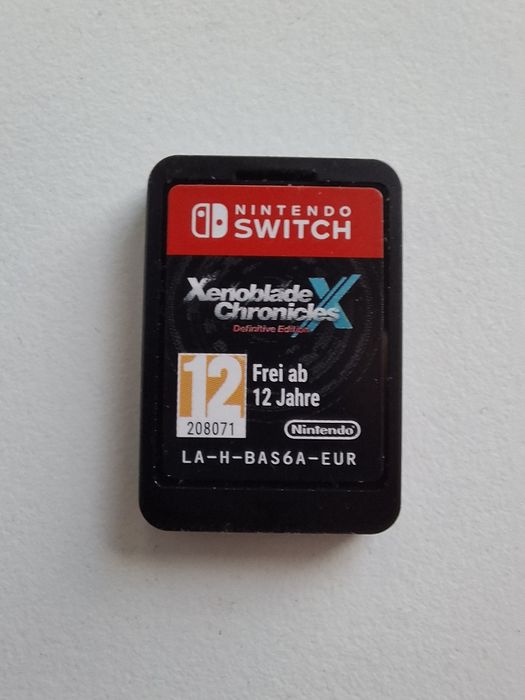 NINTENDO
SWITCH
Xenoblade
Chronicles X
Definitive Edition
12
Frei ab
12 Jahre
208071
Nintendo
LA-H-BAS6A-EUR